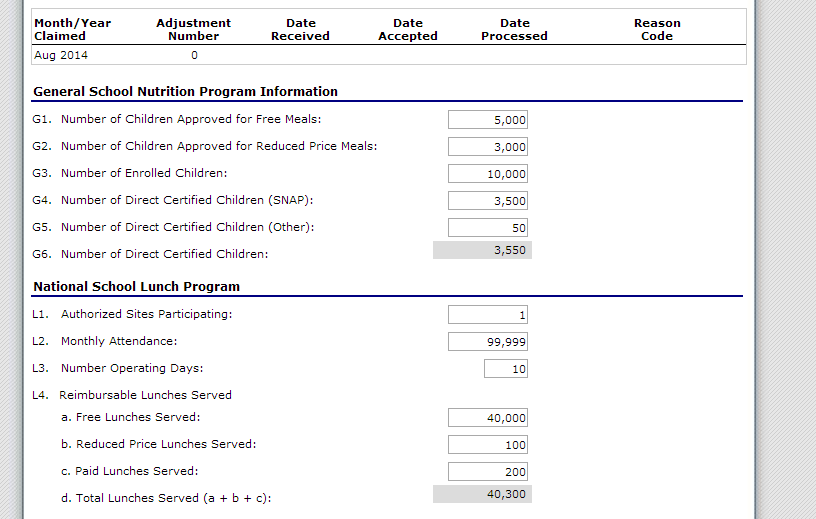 Month/Year Claimed Adjustment Number Date Received Date Accepted Date Processed Reason Code
Aug 2014 0
General School Nutrition Program Information
G1. Number of Children Approved for Free Meals: 5,000
G2. Number of Children Approved for Reduced Price Meals: 3,000
G3. Number of Enrolled Children: 10,000
G4. Number of Direct Certified Children (SNAP): 3,500
G5. Number of Direct Certified Children (Other): 50
G6. Number of Direct Certified Children: 3,550
National School Lunch Program
L1. Authorized Sites Participating: 1
L2. Monthly Attendance: 99,999
L3. Number Operating Days: 10
L4. Reimbursable Lunches Served
a. Free Lunches Served: 40,000
b. Reduced Price Lunches Served: 100
c. Paid Lunches Served: 200
d. Total Lunches Served (a + b + c): 40,300